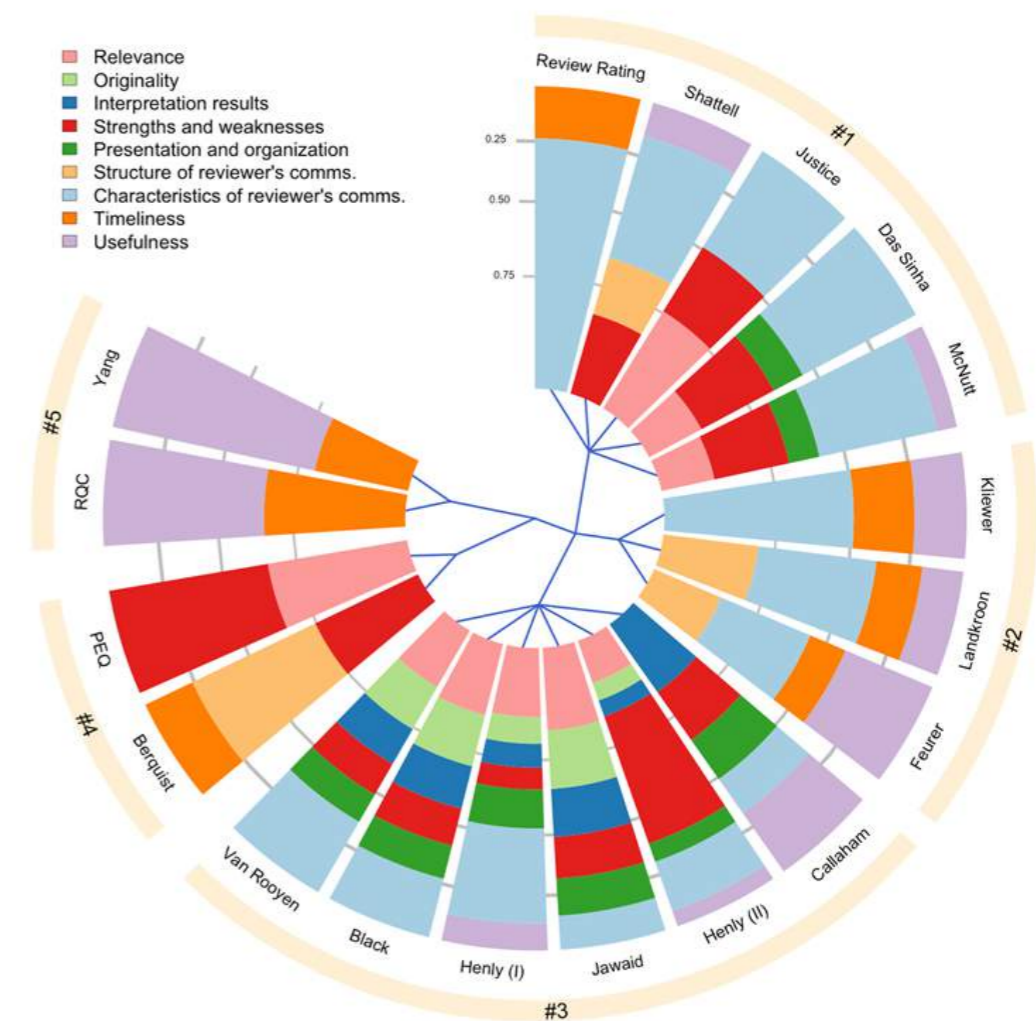 Relevance
Originality
Interpretation results
Strengths and weaknesses
Presentation and organization
Structure of reviewer's comms.
Characteristics of reviewer's comms.
Timeliness
Usefulness
0.25
0.50
0.75
#1
Review Rating
Shattell
Justice
Das Sinha
McNutt
#2
Kliewer
Landkroon
Feurer
#3
Callaham
Henly (II)
Jawaid
Henly (I)
Black
Van Rooyen
#4
Berquist
PEQ
#5
RQC
Yang